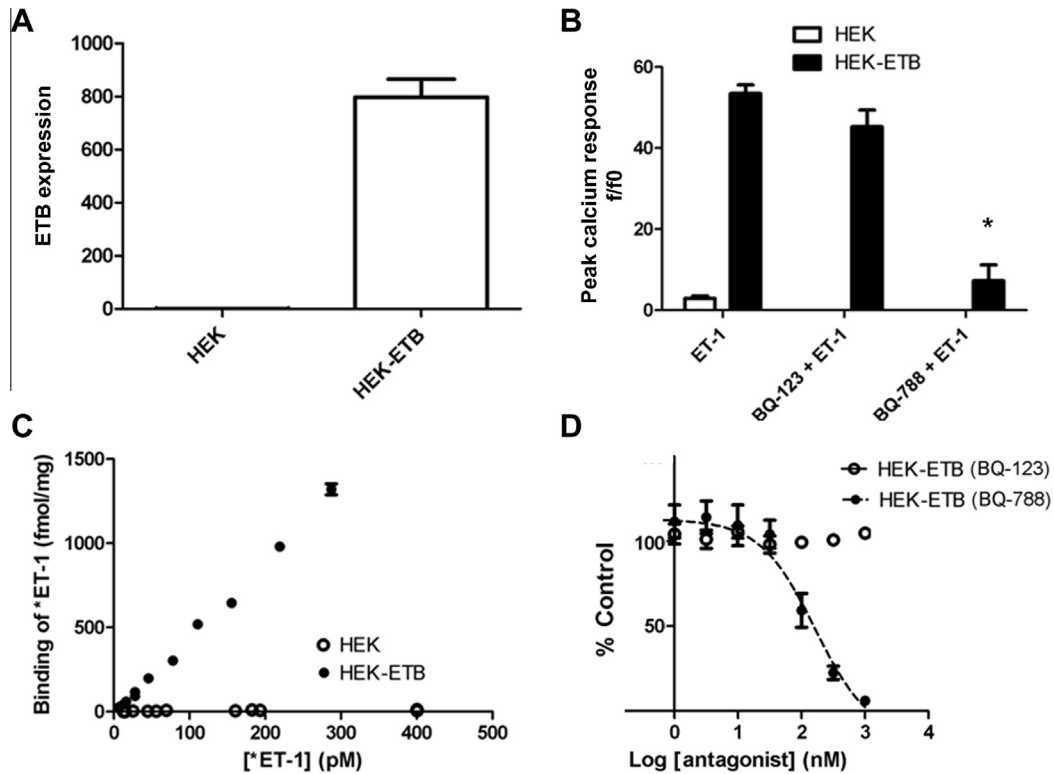 A
ETB expression
1000
800
600
400
200
0
HEK
HEK-ETB
B
HEK
HEK-ETB
Peak calcium response
f/f0
60
40
20
0
*
ET-1
BQ-123 + ET-1
BQ-788 + ET-1
C
Binding of *ET-1 (fmol/mg)
1500
1000
500
0
HEK
HEK-ETB
0 100 200 300 400 500
[*ET-1] (pM)
D
HEK-ETB (BQ-123)
HEK-ETB (BQ-788)
% Control
100
50
0 1 2 3 4
Log [antagonist] (nM)